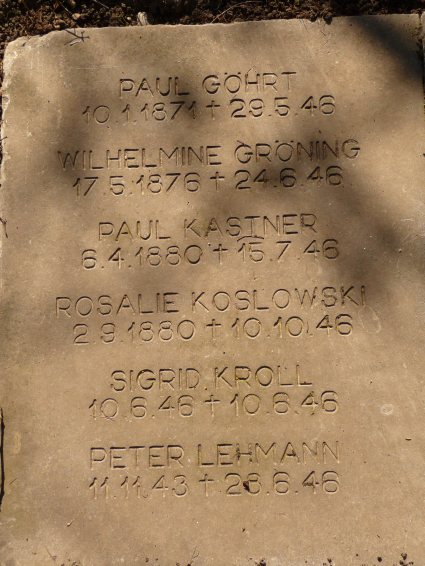 PAUL GÖHRT
10.1.1871 † 29.5.46
WILHELMINE GRÖNING
17.5.1876 † 24.6.46
PAUL KASTNER
6.4.1880 † 15.7.46
ROSALIE KOSLOWSKI
2.9.1880 † 10.10.46
SIGRID KROLL
10.6.46 † 10.6.46
PETER LEHMANN
11.11.43 † 28.6.46